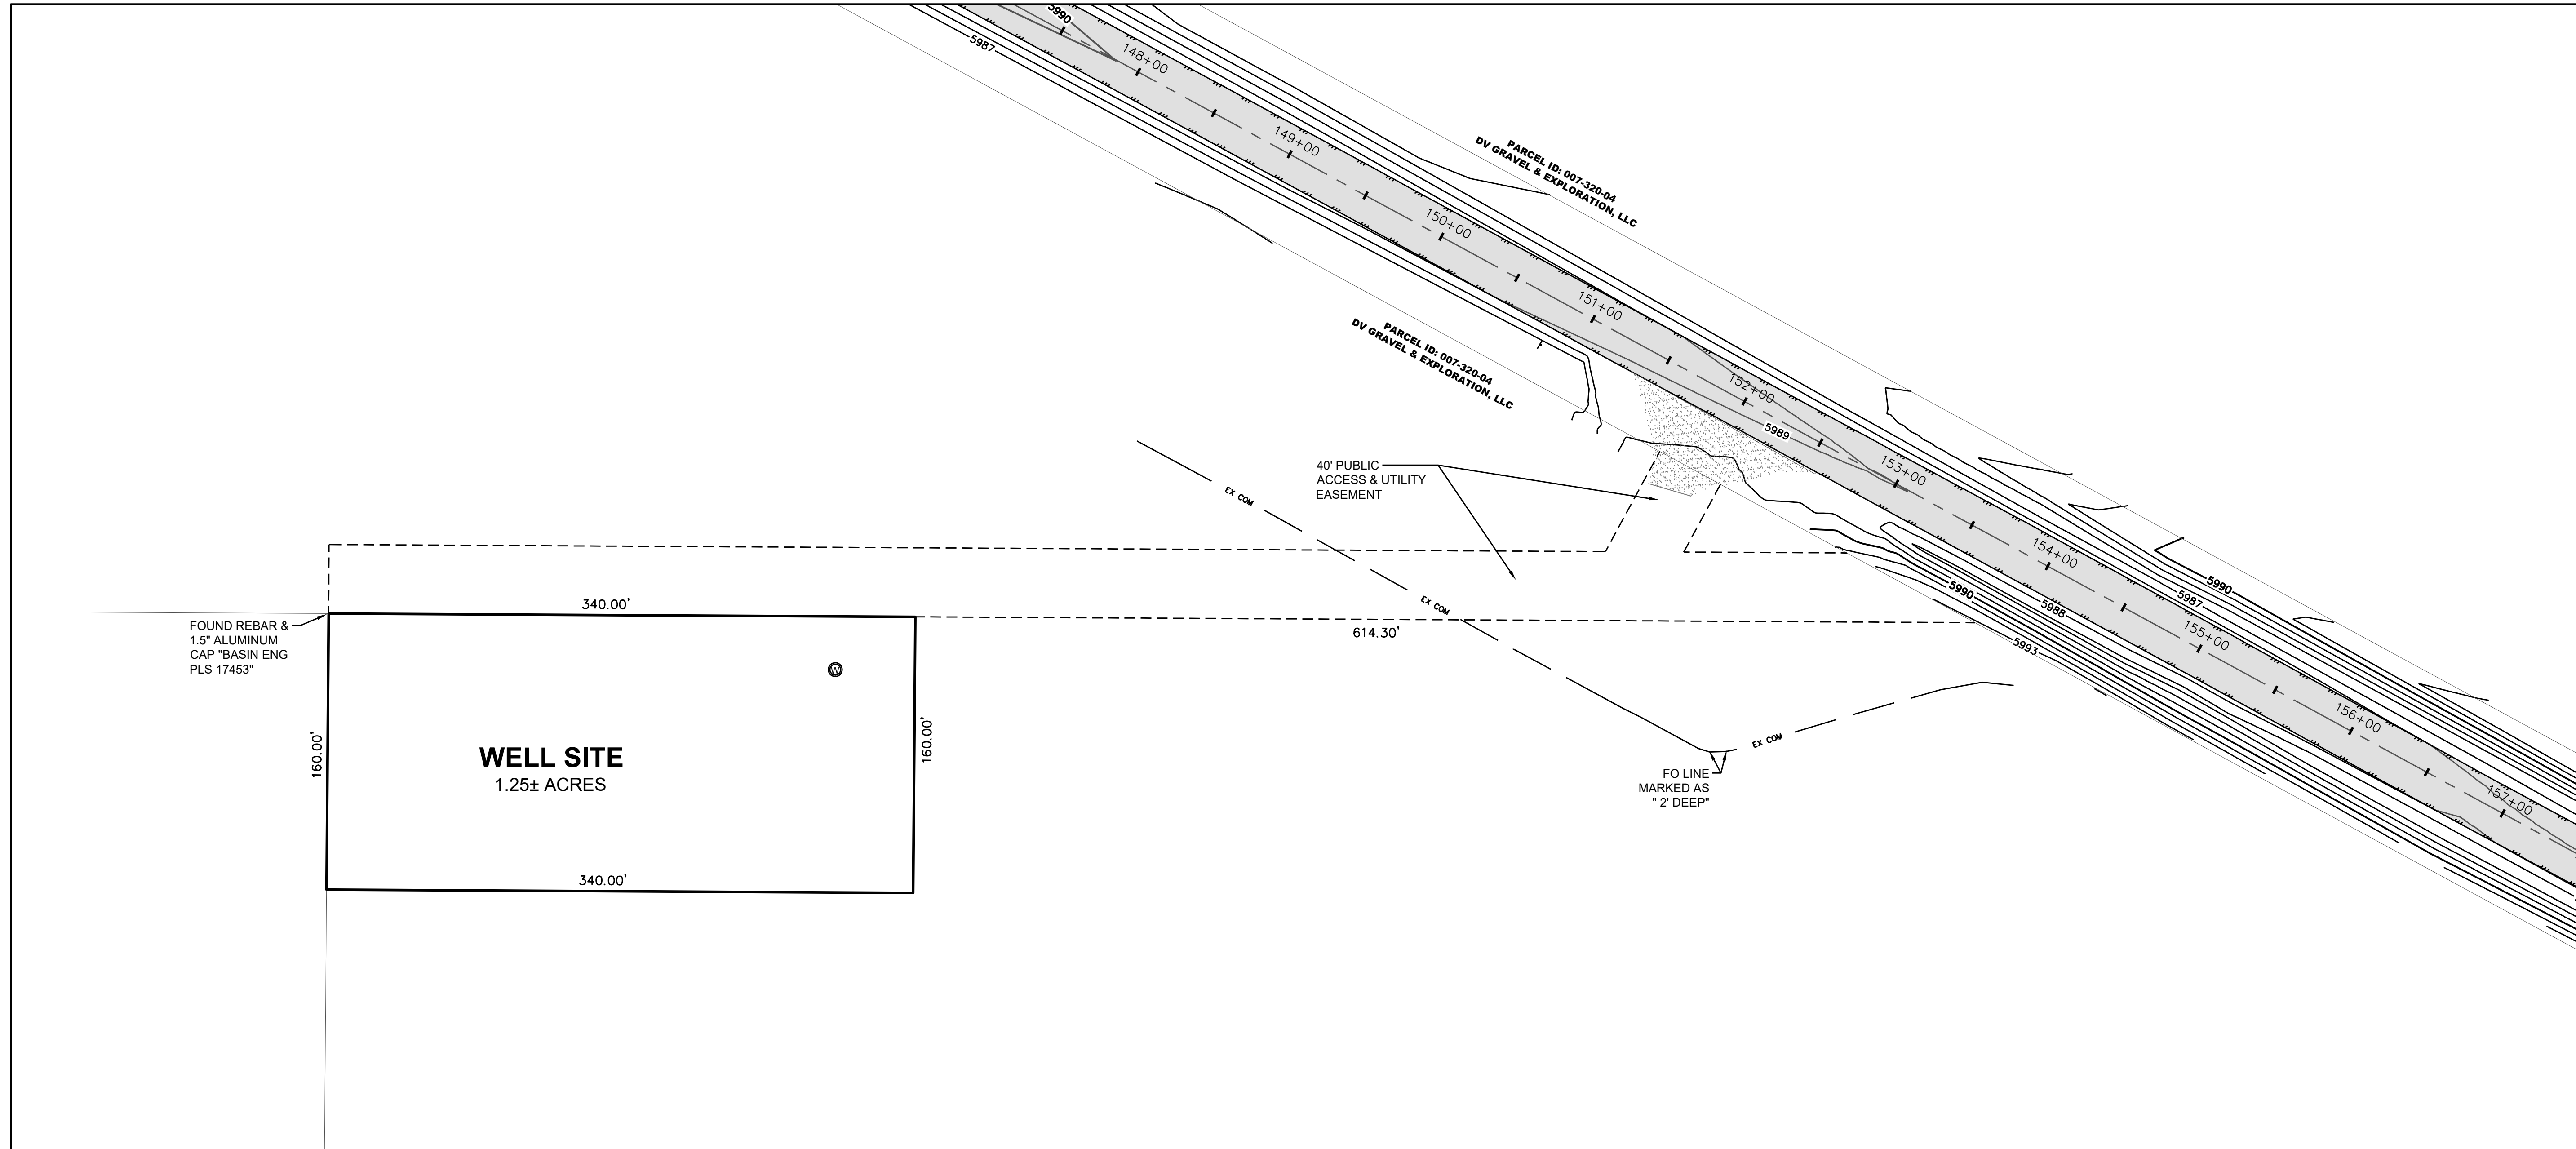 5990
5987
148+00
149+00
150+00
151+00
152+00
153+00
154+00
155+00
156+00
157+00
PARCEL ID: 007-320-04
DV GRAVEL & EXPLORATION, LLC
PARCEL ID: 007-320-04
DV GRAVEL & EXPLORATION, LLC
5989
40' PUBLIC
ACCESS & UTILITY
EASEMENT
EX COM
EX COM
EX COM
5990
5987
5990
5988
5993
340.00'
614.30'
FOUND REBAR &
1.5" ALUMINUM
CAP "BASIN ENG
PLS 17453"
W
160.00'
160.00'
WELL SITE
1.25± ACRES
340.00'
FO LINE
MARKED AS
" 2' DEEP"